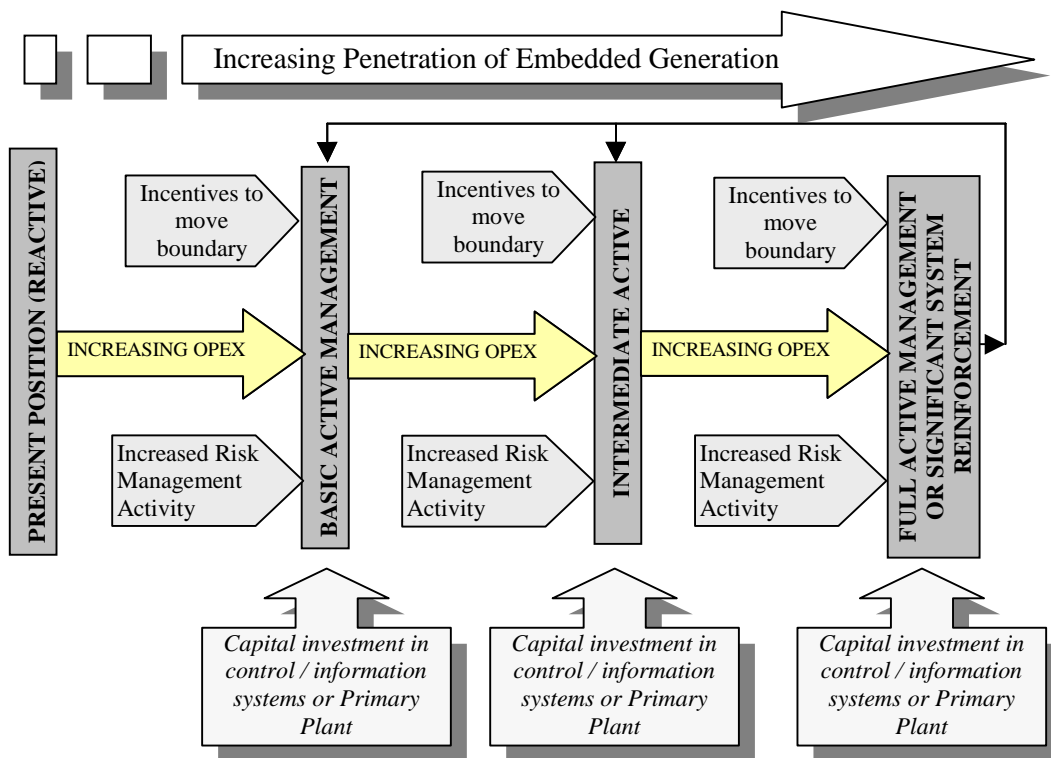 Increasing Penetration of Embedded Generation
PRESENT POSITION (REACTIVE)
Incentives to
move
boundary
INCREASING OPEX
Increased Risk
Management
Activity
BASIC ACTIVE MANAGEMENT
Incentives to
move
boundary
INCREASING OPEX
Increased Risk
Management
Activity
INTERMEDIATE ACTIVE
Incentives to
move
boundary
INCREASING OPEX
Increased Risk
Management
Activity
FULL ACTIVE MANAGEMENT
OR SIGNIFICANT SYSTEM
REINFORCEMENT
Capital investment in
control / information
systems or Primary
Plant
Capital investment in
control / information
systems or Primary
Plant
Capital investment in
control / information
systems or Primary
Plant